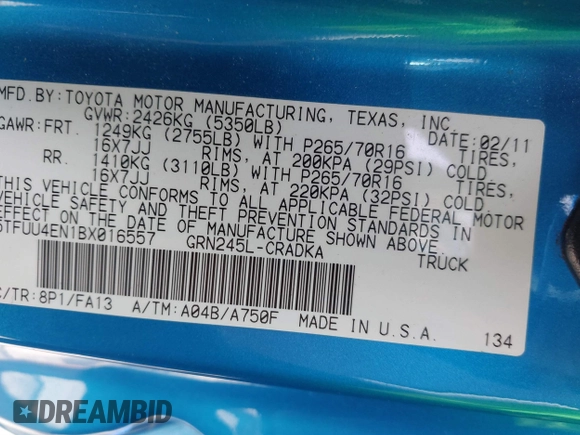 MFD. BY: TOYOTA MOTOR MANUFACTURING, TEXAS, INC.
GVWR: 2426KG (5350LB) DATE: 02/11
GAWR: FRT. 1249KG (2755LB) WITH P265/70R16 TIRES,
16X7JJ RIMS, AT 200KPA (29PSI) COLD
RR. 1410KG (3110LB) WITH P265/70R16 TIRES,
16X7JJ RIMS, AT 220KPA (32PSI) COLD
THIS VEHICLE CONFORMS TO ALL APPLICABLE FEDERAL MOTOR
VEHICLE SAFETY AND THEFT PREVENTION STANDARDS IN
EFFECT ON THE DATE OF MANUFACTURE SHOWN ABOVE.
5TFUU4EN1BX016557 GRN245L-CRADKA TRUCK
C/TR: 8P1/FA13 A/TM: A04B/A750F MADE IN U.S.A. 134
DREAMBID